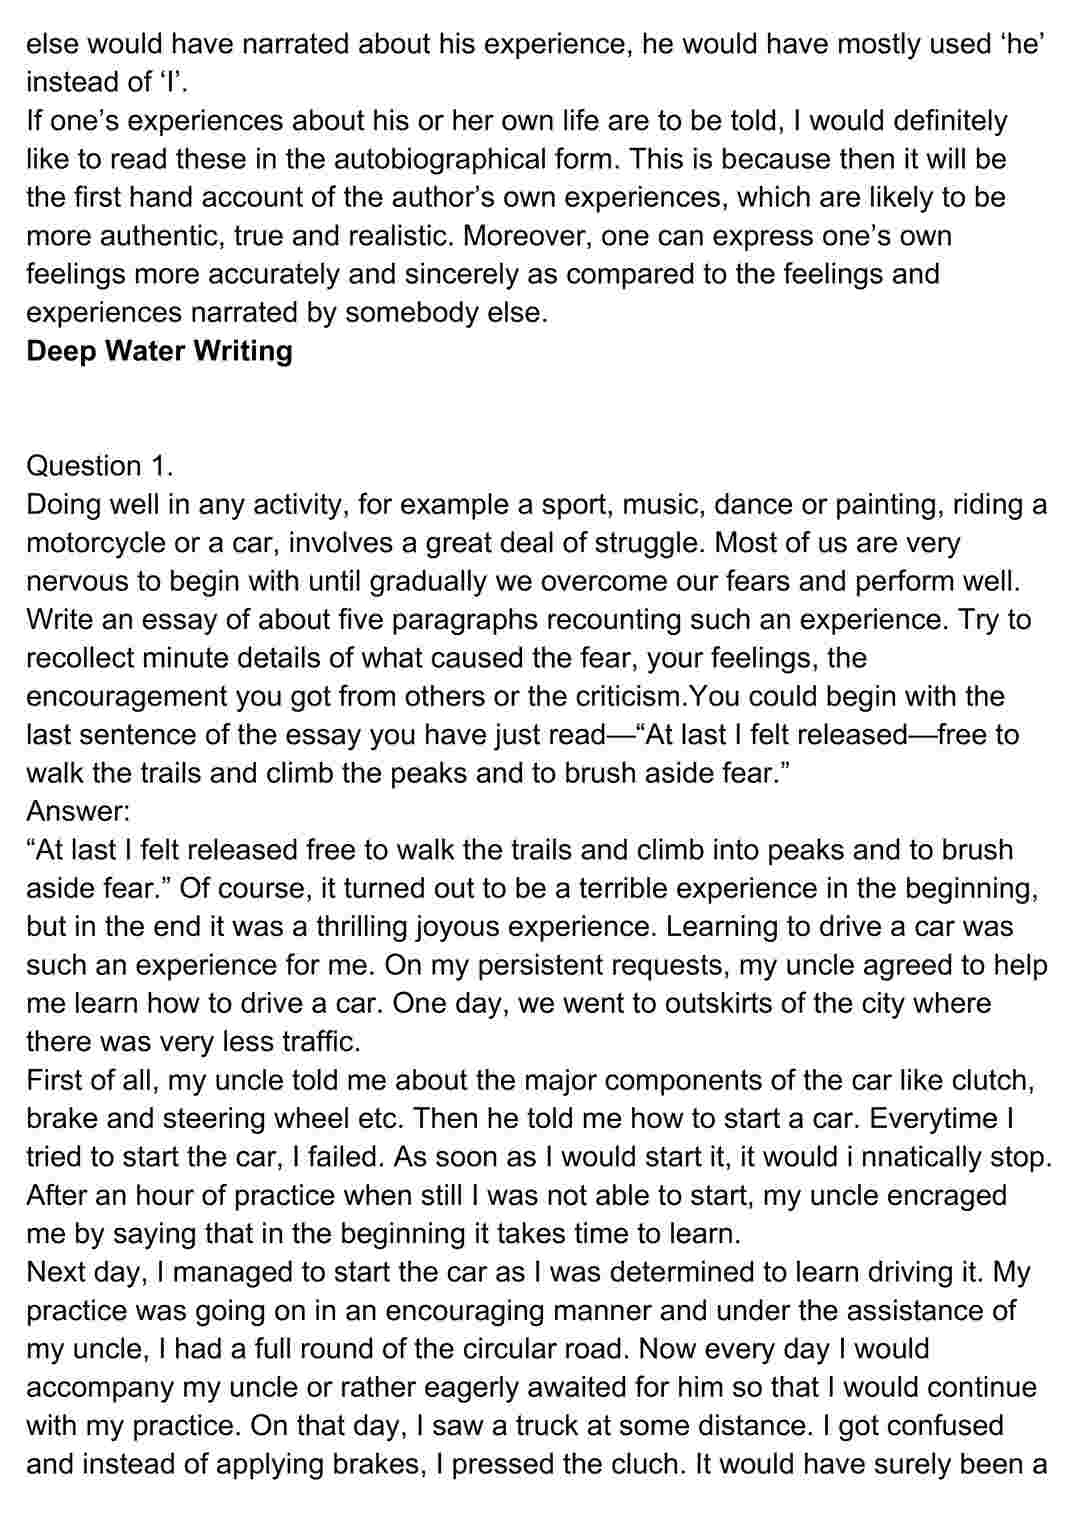 else would have narrated about his experience, he would have mostly used ‘he’
instead of ‘I’.
If one’s experiences about his or her own life are to be told, I would definitely
like to read these in the autobiographical form. This is because then it will be
the first hand account of the author’s own experiences, which are likely to be
more authentic, true and realistic. Moreover, one can express one’s own
feelings more accurately and sincerely as compared to the feelings and
experiences narrated by somebody else.
Deep Water Writing
Question 1.
Doing well in any activity, for example a sport, music, dance or painting, riding a
motorcycle or a car, involves a great deal of struggle. Most of us are very
nervous to begin with until gradually we overcome our fears and perform well.
Write an essay of about five paragraphs recounting such an experience. Try to
recollect minute details of what caused the fear, your feelings, the
encouragement you got from others or the criticism.You could begin with the
last sentence of the essay you have just read—“At last I felt released—free to
walk the trails and climb the peaks and to brush aside fear.”
Answer:
“At last I felt released free to walk the trails and climb into peaks and to brush
aside fear.” Of course, it turned out to be a terrible experience in the beginning,
but in the end it was a thrilling joyous experience. Learning to drive a car was
such an experience for me. On my persistent requests, my uncle agreed to help
me learn how to drive a car. One day, we went to outskirts of the city where
there was very less traffic.
First of all, my uncle told me about the major components of the car like clutch,
brake and steering wheel etc. Then he told me how to start a car. Everytime I
tried to start the car, I failed. As soon as I would start it, it would i nnatically stop.
After an hour of practice when still I was not able to start, my uncle encraged
me by saying that in the beginning it takes time to learn.
Next day, I managed to start the car as I was determined to learn driving it. My
practice was going on in an encouraging manner and under the assistance of
my uncle, I had a full round of the circular road. Now every day I would
accompany my uncle or rather eagerly awaited for him so that I would continue
with my practice. On that day, I saw a truck at some distance. I got confused
and instead of applying brakes, I pressed the cluch. It would have surely been a